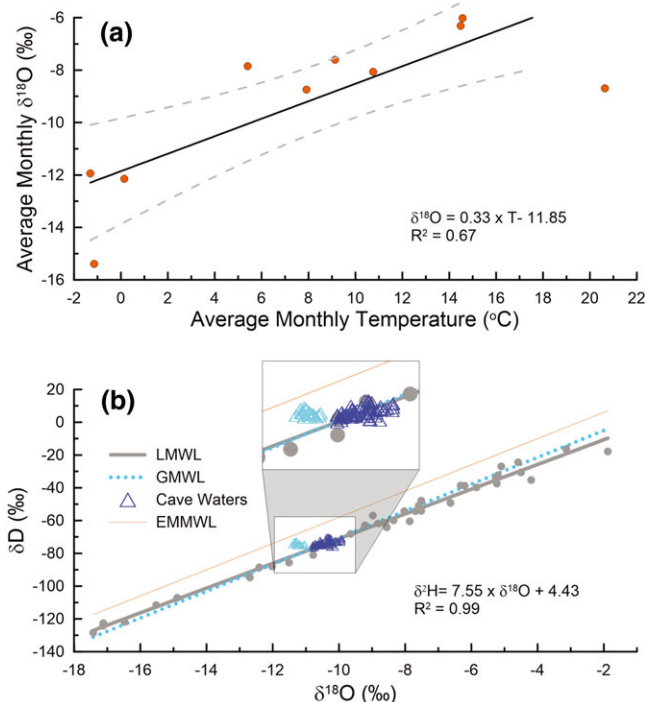 (a)
Average Monthly δ¹⁸O (‰)
-6
-8
-10
-12
-14
-16
δ¹⁸O = 0.33 x T- 11.85
R² = 0.67
-2 0 2 4 6 8 10 12 14 16 18 20 22
Average Monthly Temperature (°C)
(b)
δD (‰)
20
0
-20
-40
-60
-80
-100
-120
-140
LMWL
GMWL
Cave Waters
EMMWL
δ²H= 7.55 x δ¹⁸O + 4.43
R² = 0.99
-18 -16 -14 -12 -10 -8 -6 -4 -2 0
δ¹⁸O (‰)